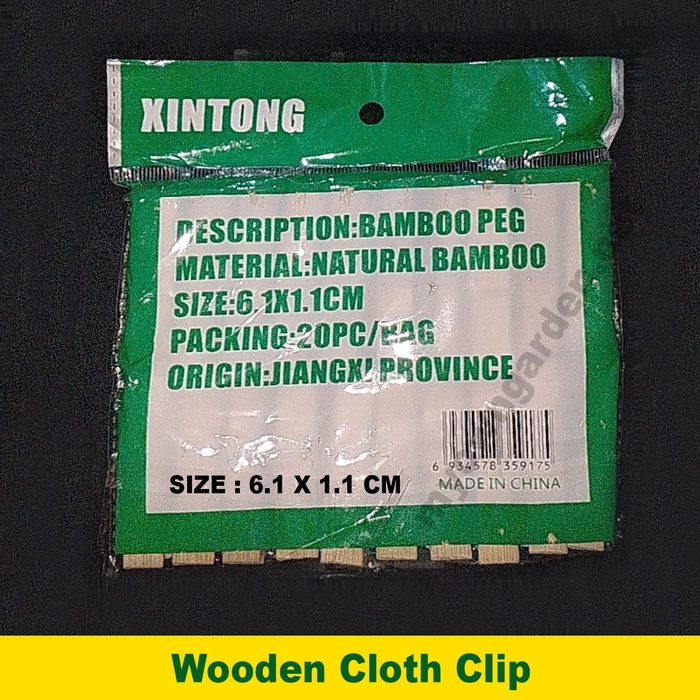 XINTONG
DESCRIPTION:BAMBOO PEG
MATERIAL:NATURAL BAMBOO
SIZE:6.1X1.1CM
PACKING:20PC/BAG
ORIGIN:JIANGXI PROVINCE
6 934578 359175
MADE IN CHINA
SIZE : 6.1 X 1.1 CM
Wooden Cloth Clip